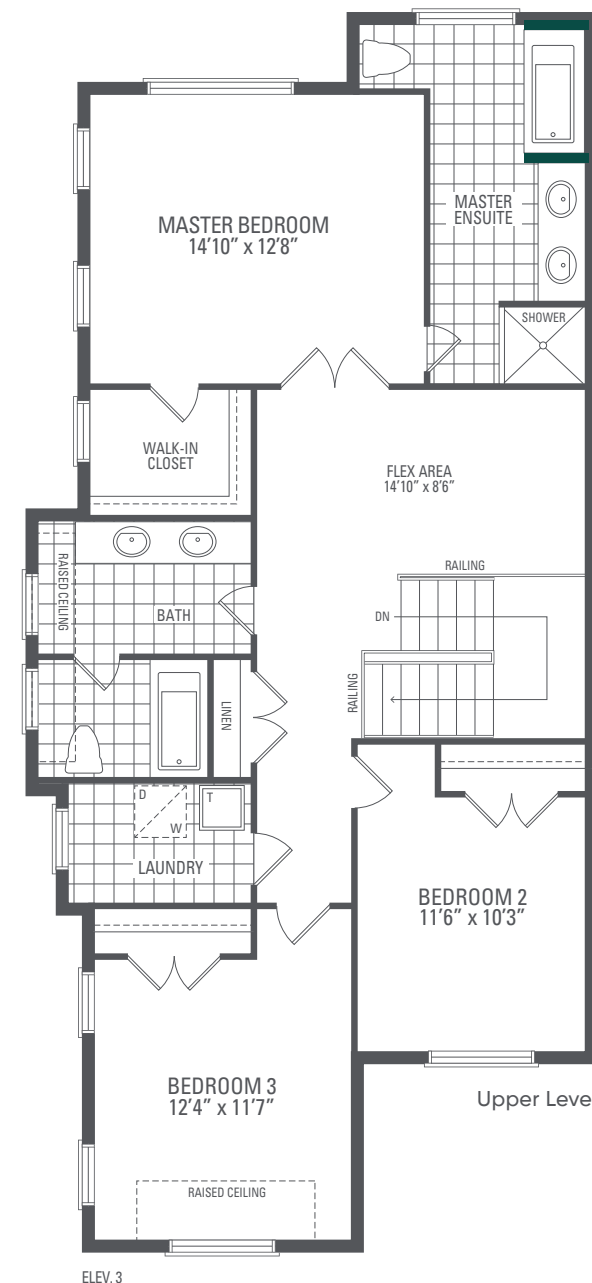 MASTER BEDROOM
14'10" x 12'8"
MASTER
ENSUITE
SHOWER
WALK-IN
CLOSET
FLEX AREA
14'10" x 8'6"
RAISED CEILING
BATH
RAILING
DN
RAILING
LINEN
D
W
T
LAUNDRY
BEDROOM 2
11'6" x 10'3"
BEDROOM 3
12'4" x 11'7"
Upper Leve
RAISED CEILING
ELEV. 3